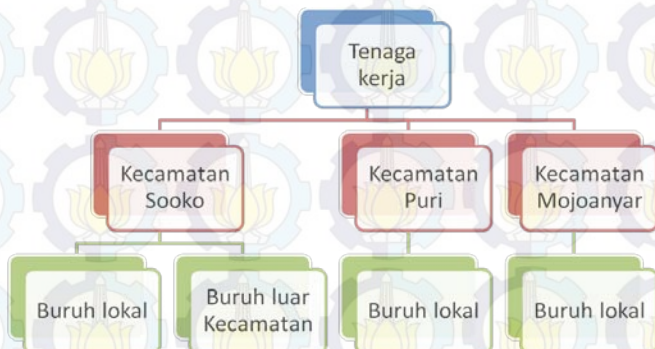 Tenaga
kerja
Kecamatan
Sooko
Kecamatan
Puri
Kecamatan
Mojoanyar
Buruh lokal
Buruh luar
Kecamatan
Buruh lokal
Buruh lokal